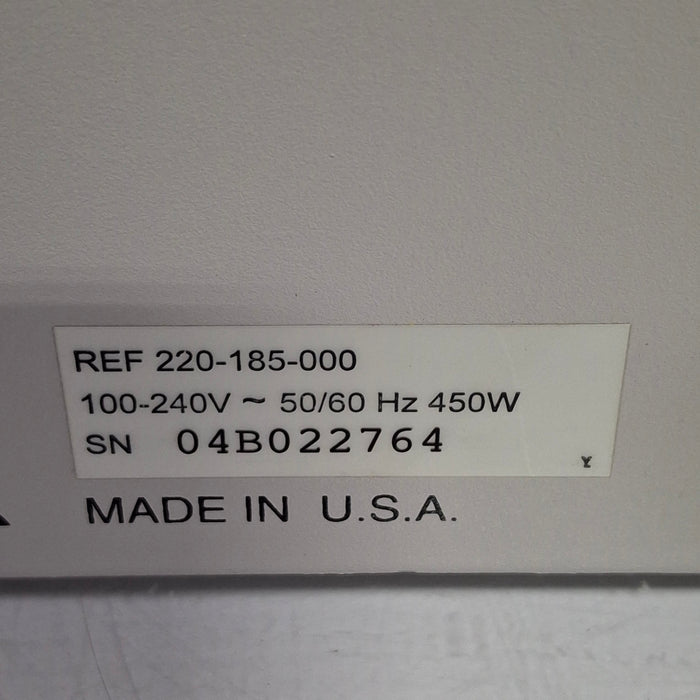 REF 220-185-000
100-240V ~ 50/60 Hz 450W
SN 04B022764
Y
MADE IN U.S.A.